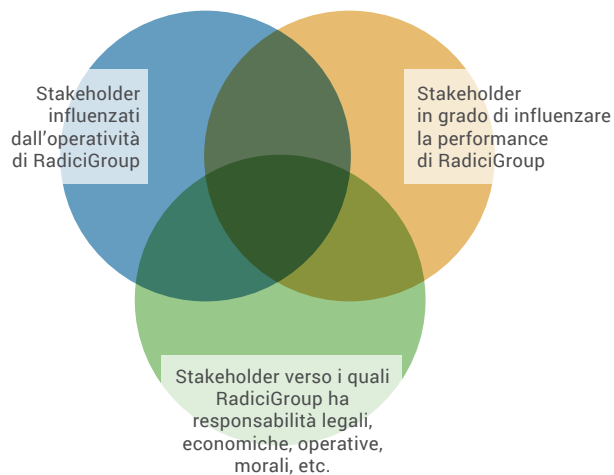 Stakeholder
influenzati
dall’operatività
di RadiciGroup
Stakeholder
in grado di influenzare
la performance
di RadiciGroup
Stakeholder verso i quali
RadiciGroup ha
responsabilità legali,
economiche, operative,
morali, etc.